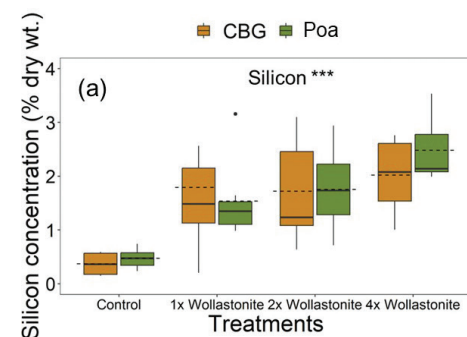 CBG Poa
Silicon concentration (% dry wt.)
4
3
2
1
0
(a)
Silicon ***
Control 1x Wollastonite 2x Wollastonite 4x Wollastonite
Treatments